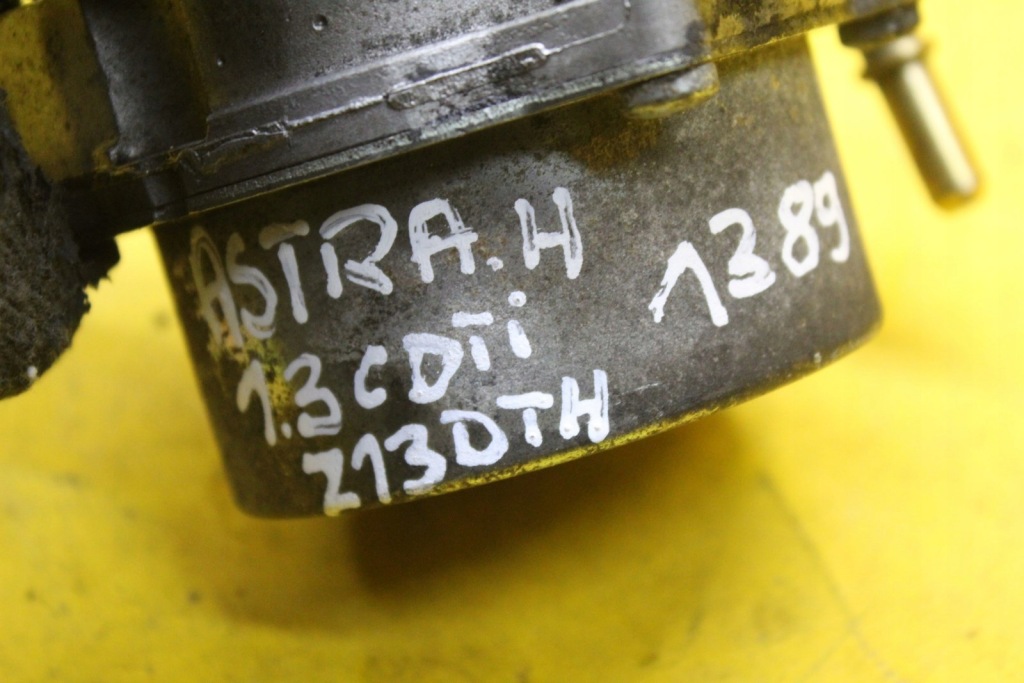 ASTRA.H
1.3 CDTi
Z13DTH
1389